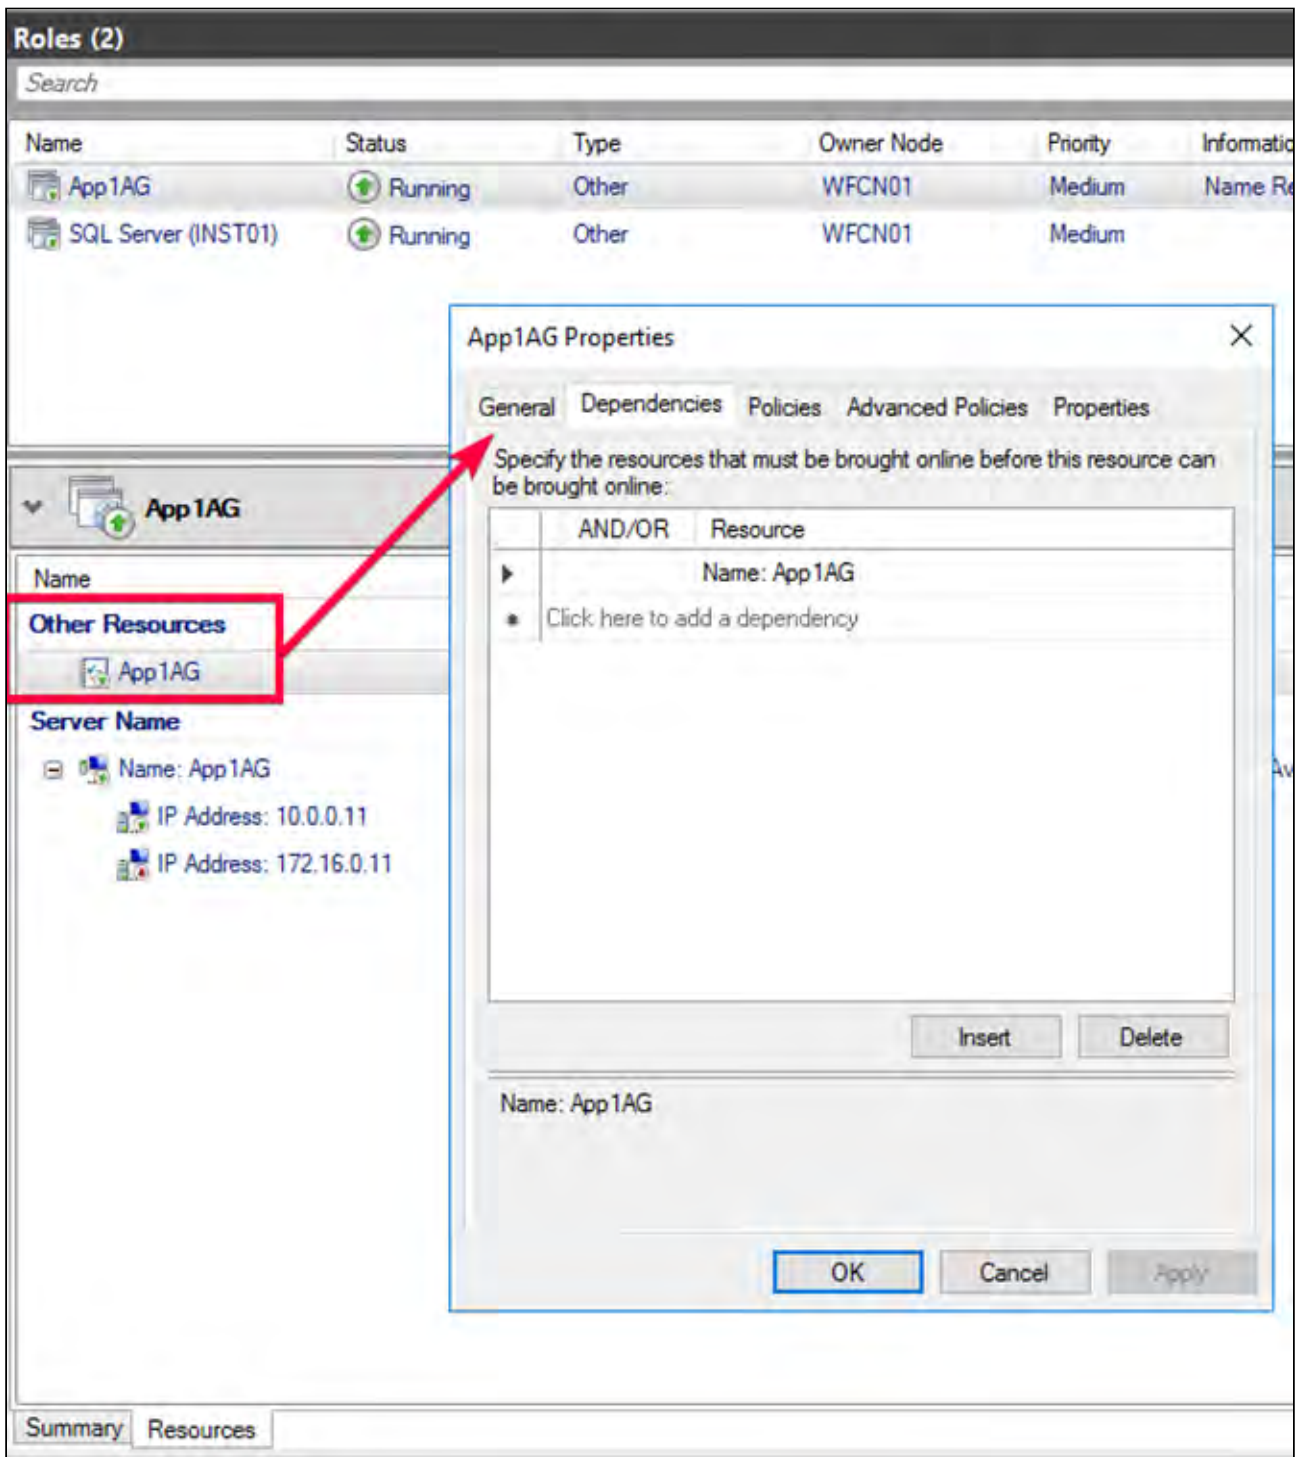 Roles (2)
Search
Name Status Type Owner Node Priority Informatio
App1AG Running Other WFCN01 Medium Name Re
SQL Server (INST01) Running Other WFCN01 Medium
App1AG Properties
General Dependencies Policies Advanced Policies Properties
Specify the resources that must be brought online before this resource can
be brought online:
AND/OR Resource
Name: App1AG
Click here to add a dependency
Insert Delete
Name: App1AG
OK Cancel Apply
App1AG
Name
Other Resources
App1AG
Server Name
Name: App1AG
Av
IP Address: 10.0.0.11
IP Address: 172.16.0.11
Summary Resources